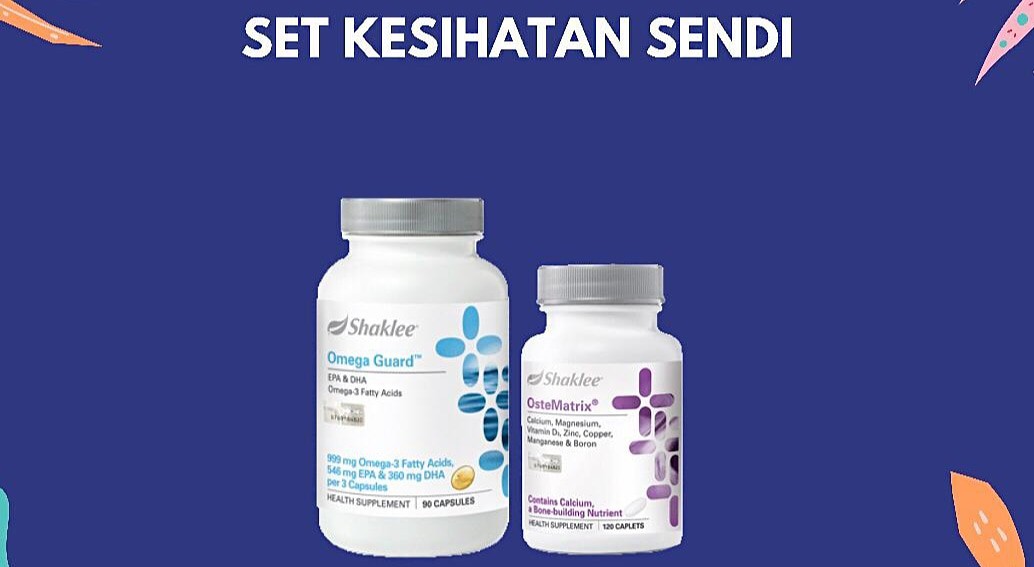 SET KESIHATAN SENDI
Shaklee
Omega Guard™
EPA & DHA
Omega-3 Fatty Acids
999 mg Omega-3 Fatty Acids,
546 mg EPA & 360 mg DHA
per 3 Capsules
HEALTH SUPPLEMENT | 90 CAPSULES
Shaklee
OsteMatrix®
Calcium, Magnesium,
Vitamin D₃, Zinc, Copper,
Manganese & Boron
Contains Calcium,
a Bone-building Nutrient
HEALTH SUPPLEMENT | 120 CAPLETS